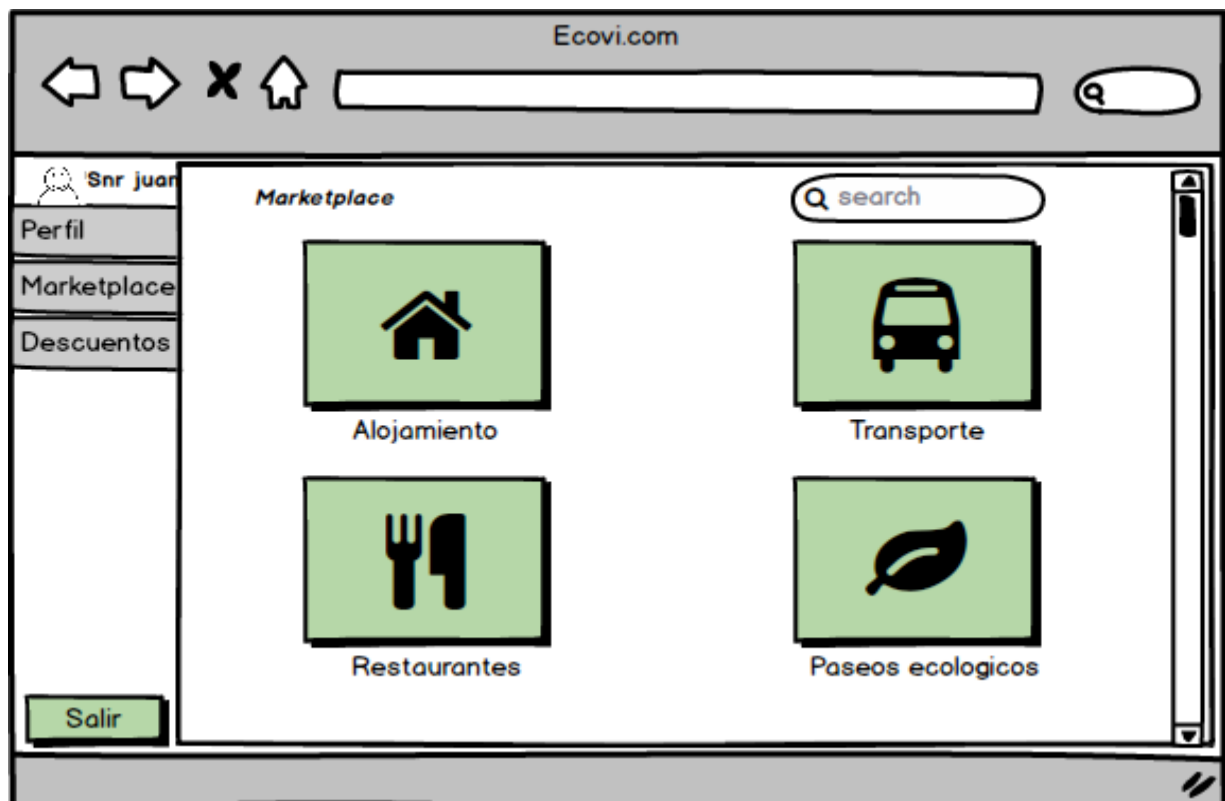 Ecovi.com
'Snr juan
Marketplace
search
Perfil
Marketplace
Descuentos
Alojamiento
Transporte
Restaurantes
Paseos ecologicos
Salir